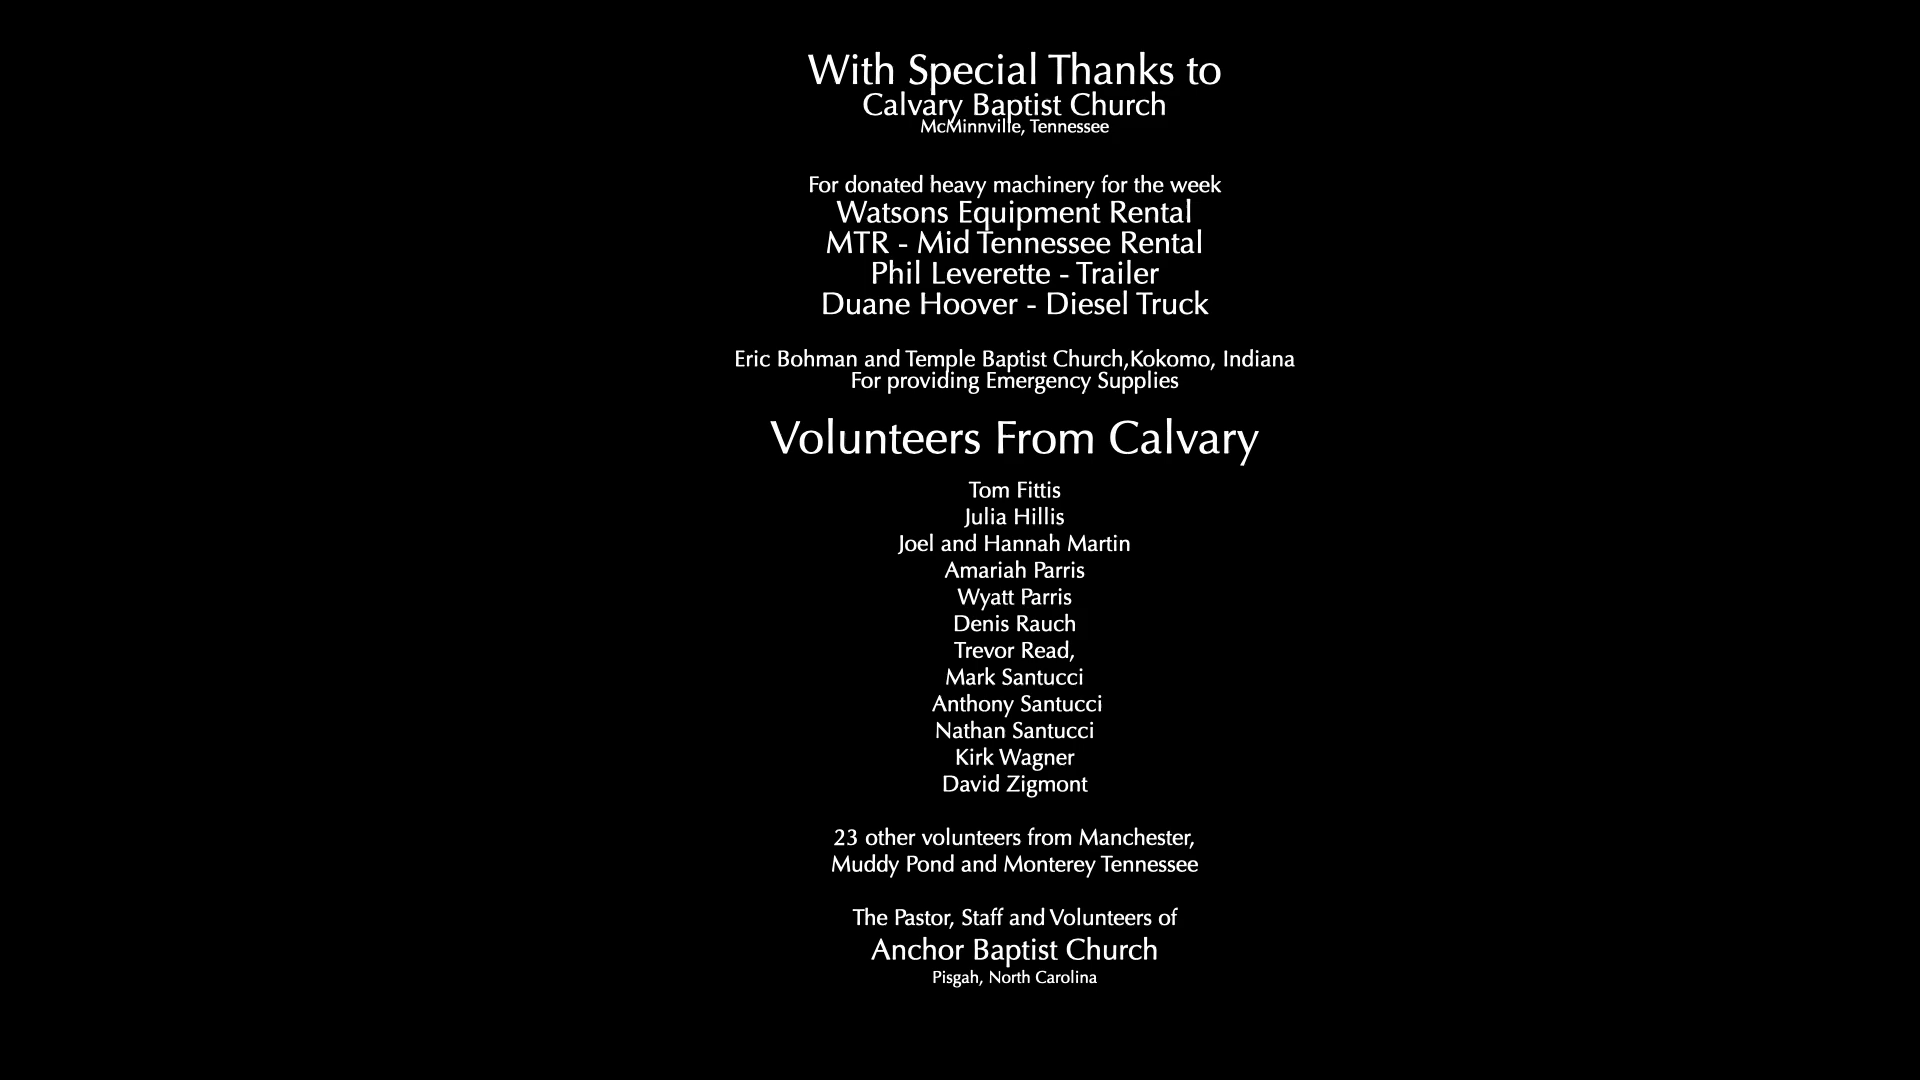 With Special Thanks to
Calvary Baptist Church
McMinnville, Tennessee
For donated heavy machinery for the week
Watsons Equipment Rental
MTR - Mid Tennessee Rental
Phil Leverette - Trailer
Duane Hoover - Diesel Truck
Eric Bohman and Temple Baptist Church,Kokomo, Indiana
For providing Emergency Supplies
Volunteers From Calvary
Tom Fittis
Julia Hillis
Joel and Hannah Martin
Amariah Parris
Wyatt Parris
Denis Rauch
Trevor Read,
Mark Santucci
Anthony Santucci
Nathan Santucci
Kirk Wagner
David Zigmont
23 other volunteers from Manchester,
Muddy Pond and Monterey Tennessee
The Pastor, Staff and Volunteers of
Anchor Baptist Church
Pisgah, North Carolina